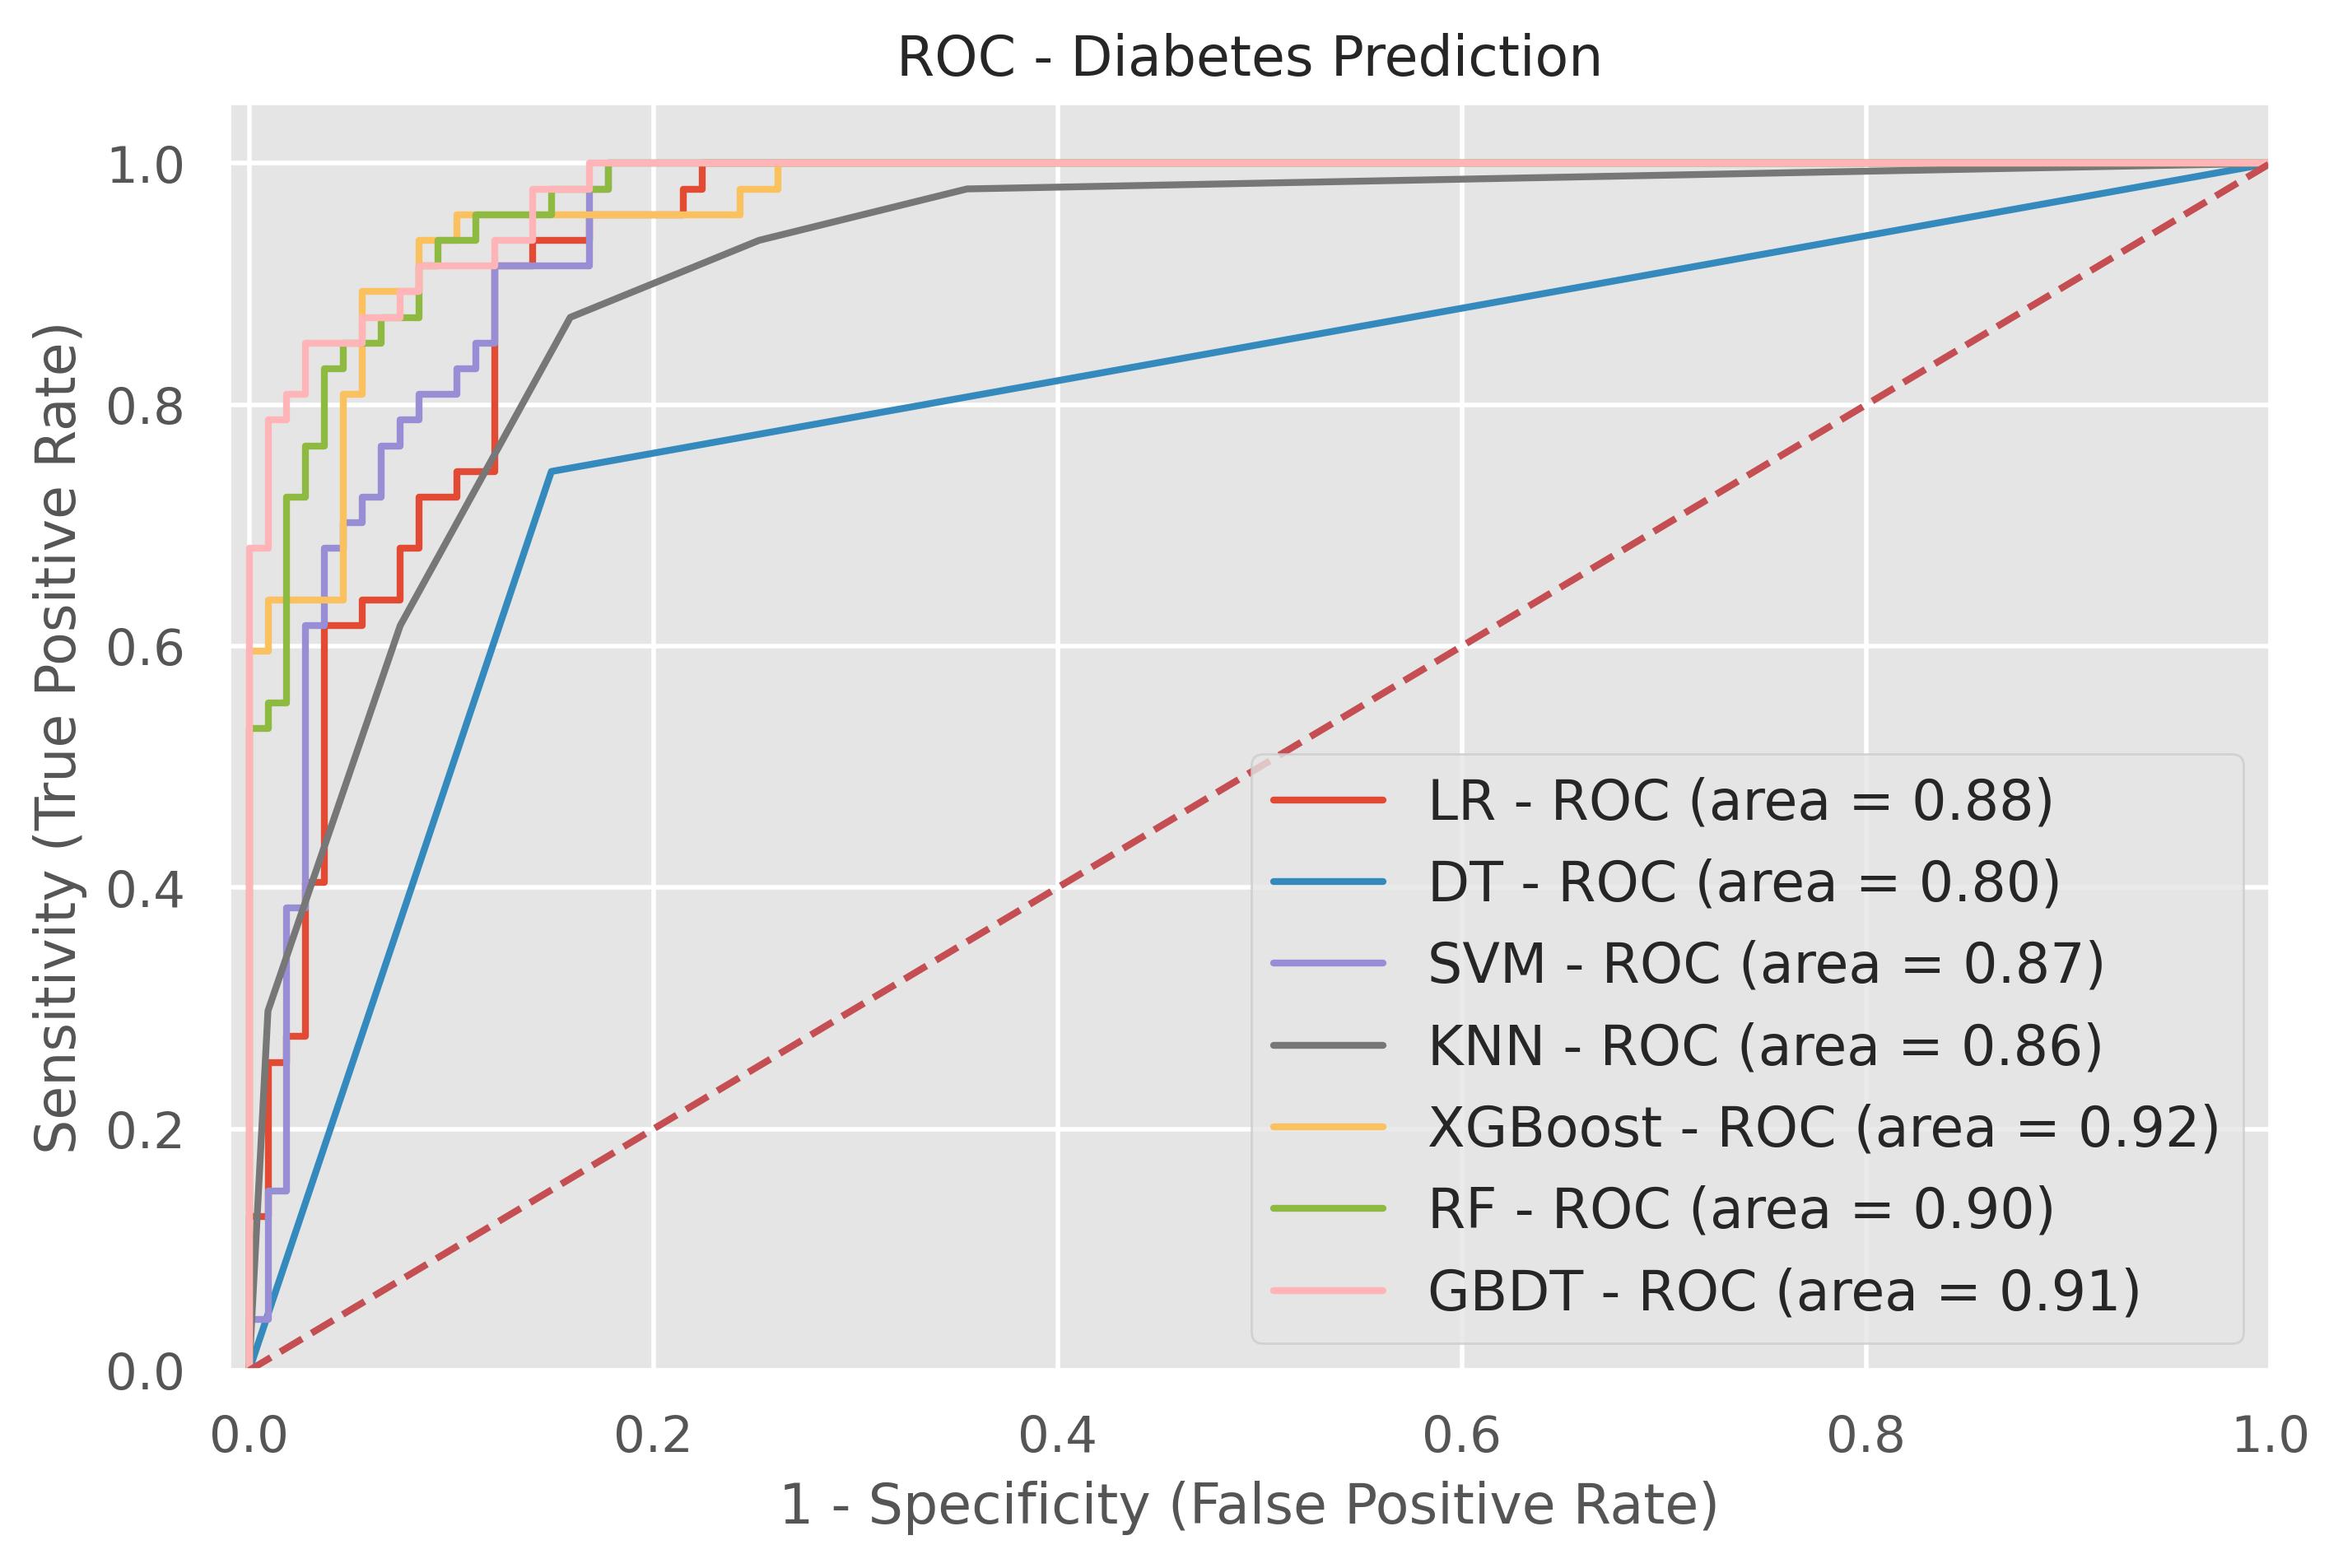 ROC - Diabetes Prediction
Sensitivity (True Positive Rate)
1.0
0.8
0.6
0.4
0.2
0.0
LR - ROC (area = 0.88)
DT - ROC (area = 0.80)
SVM - ROC (area = 0.87)
KNN - ROC (area = 0.86)
XGBoost - ROC (area = 0.92)
RF - ROC (area = 0.90)
GBDT - ROC (area = 0.91)
0.0 0.2 0.4 0.6 0.8 1.0
1 - Specificity (False Positive Rate)